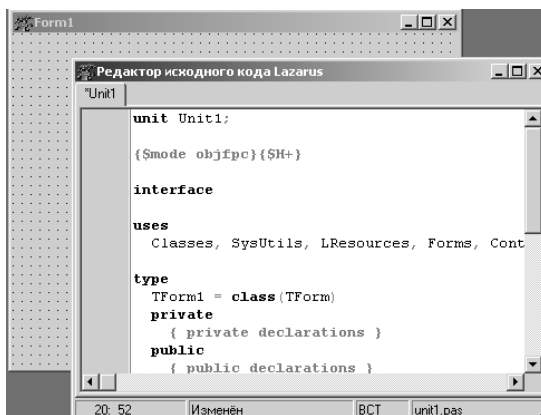 Form1
Редактор исходного кода Lazarus
*Unit1
unit Unit1;
{$mode objfpc}{$H+}
interface
uses
Classes, SysUtils, LResources, Forms, Cont
type
TForm1 = class(TForm)
private
{ private declarations }
public
{ public declarations }
20: 52 Изменён ВСТ unit1.pas